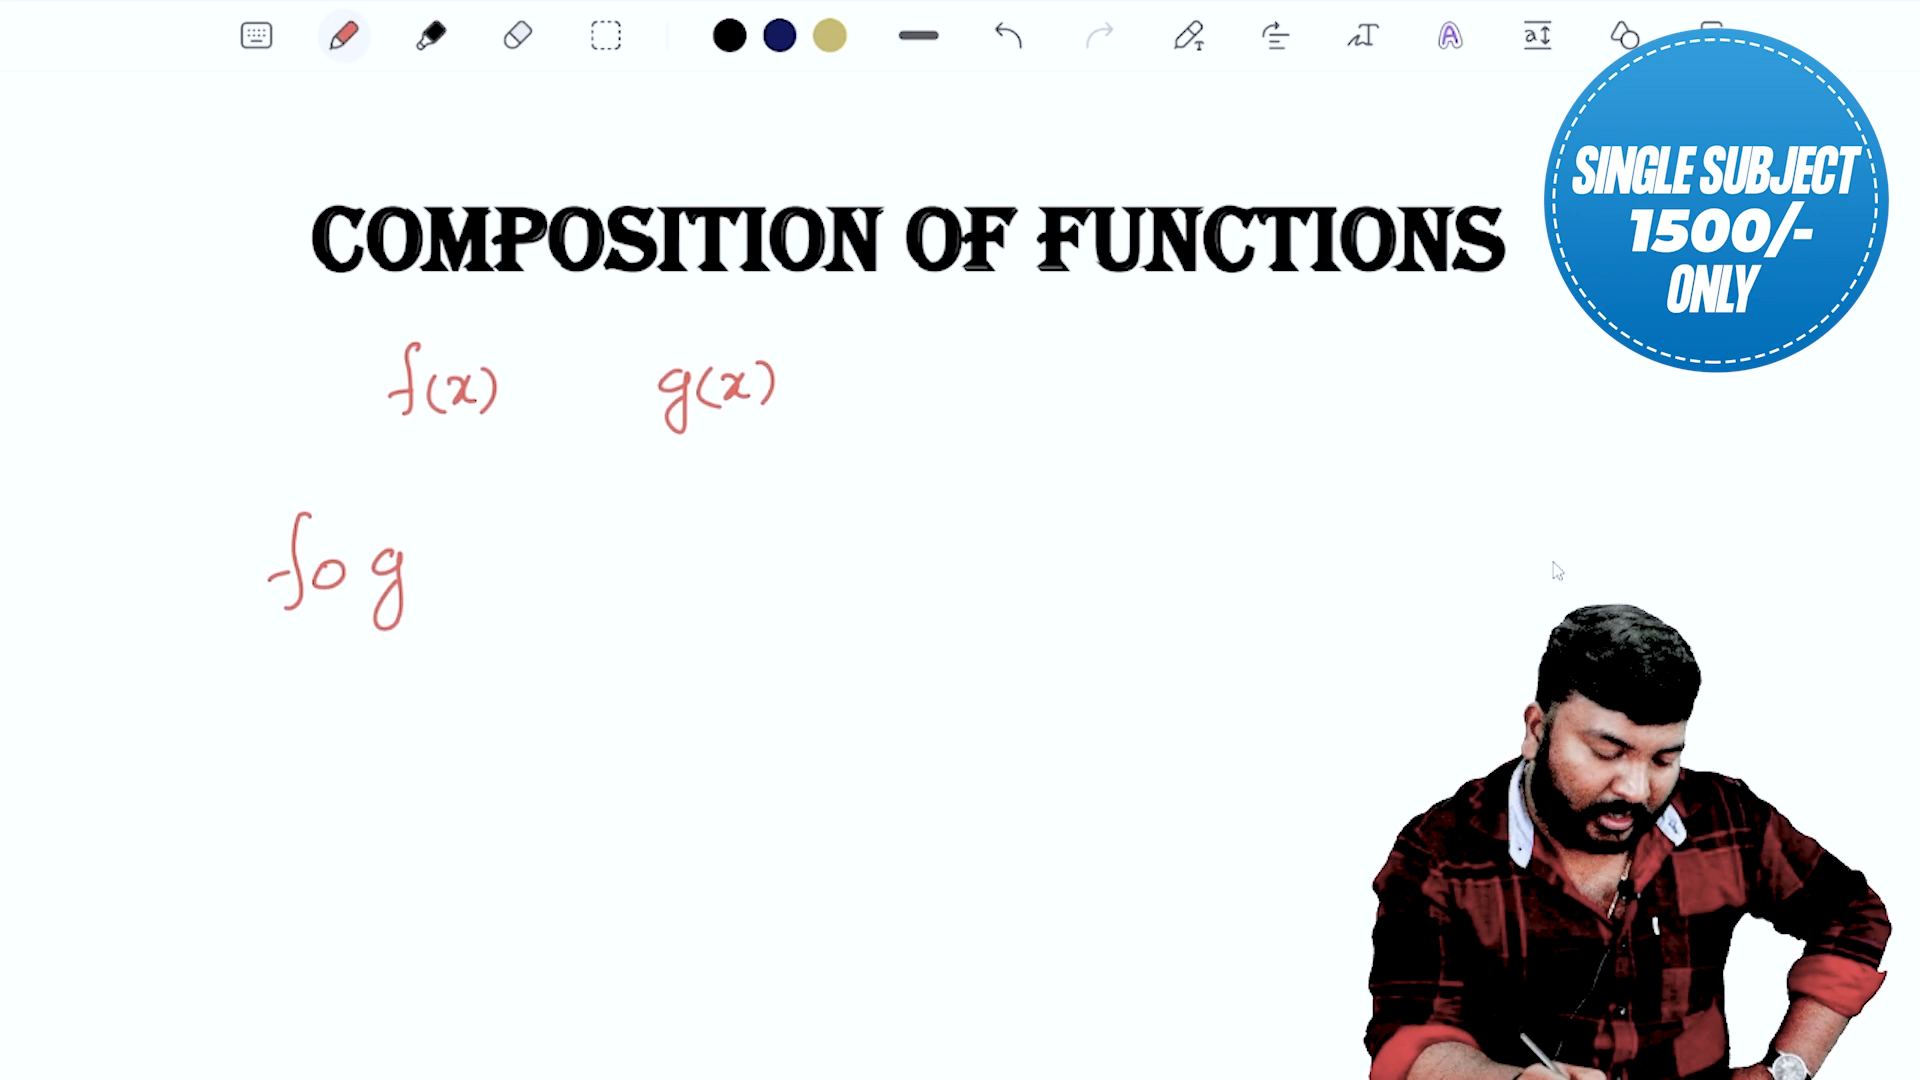 SINGLE SUBJECT
1500/-
ONLY
COMPOSITION OF FUNCTIONS
f(x) g(x)
fog